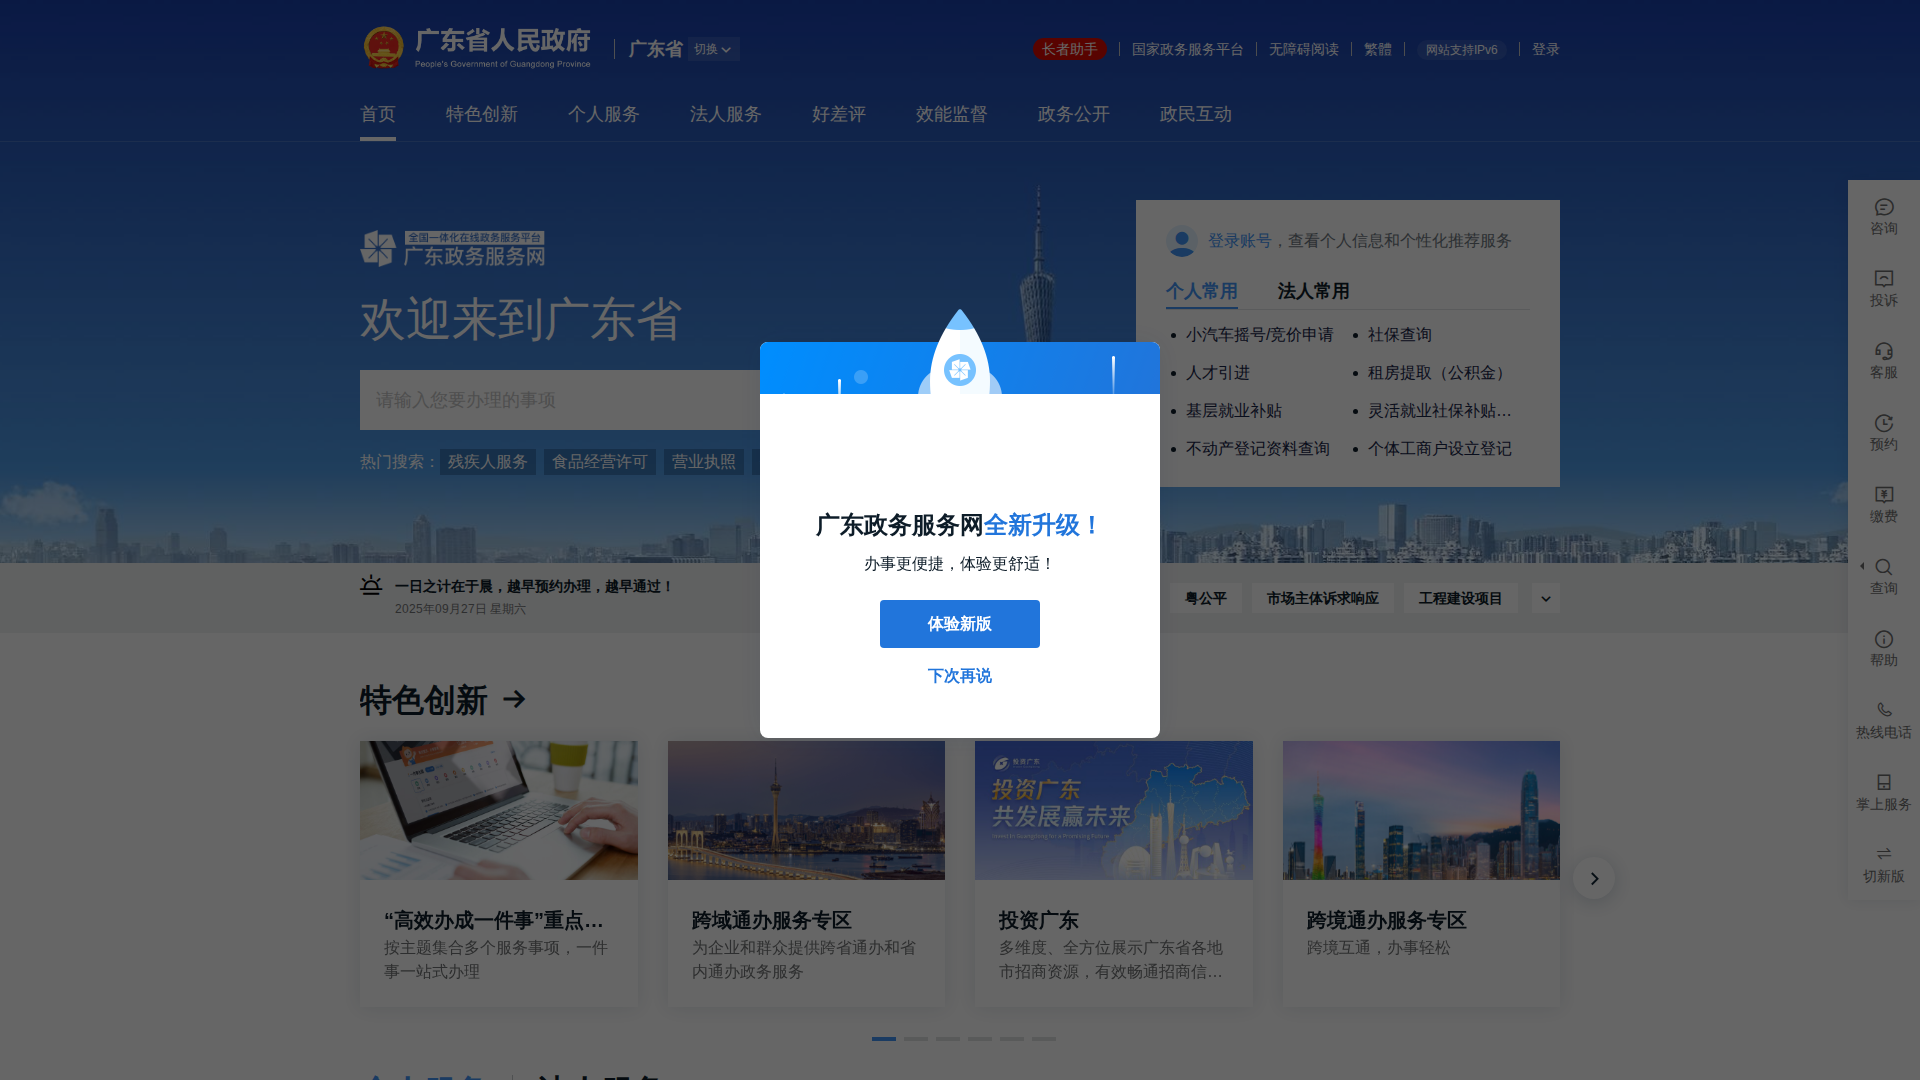 广东省人民政府
People's Government of Guangdong Province
广东省
切换
长者助手
国家政务服务平台
无障碍阅读
繁體
网站支持IPv6
登录
首页
特色创新
个人服务
法人服务
好差评
效能监督
政务公开
政民互动
全国一体化在线政务服务平台
广东政务服务网
欢迎来到广东省
请输入您要办理的事项
热门搜索：
残疾人服务
食品经营许可
营业执照
登录账号，查看个人信息和个性化推荐服务
个人常用
法人常用
小汽车摇号/竞价申请
社保查询
人才引进
租房提取（公积金）
基层就业补贴
灵活就业社保补贴…
不动产登记资料查询
个体工商户设立登记
咨询
投诉
客服
预约
缴费
查询
帮助
热线电话
掌上服务
切新版
广东政务服务网全新升级！
办事更便捷，体验更舒适！
体验新版
下次再说
一日之计在于晨，越早预约办理，越早通过！
2025年09月27日 星期六
粤公平
市场主体诉求响应
工程建设项目
特色创新
投资广东
投资广东
共发展赢未来
“高效办成一件事”重点…
按主题集合多个服务事项，一件
事一站式办理
跨域通办服务专区
为企业和群众提供跨省通办和省
内通办政务服务
投资广东
多维度、全方位展示广东省各地
市招商资源，有效畅通招商信…
跨境通办服务专区
跨境互通，办事轻松